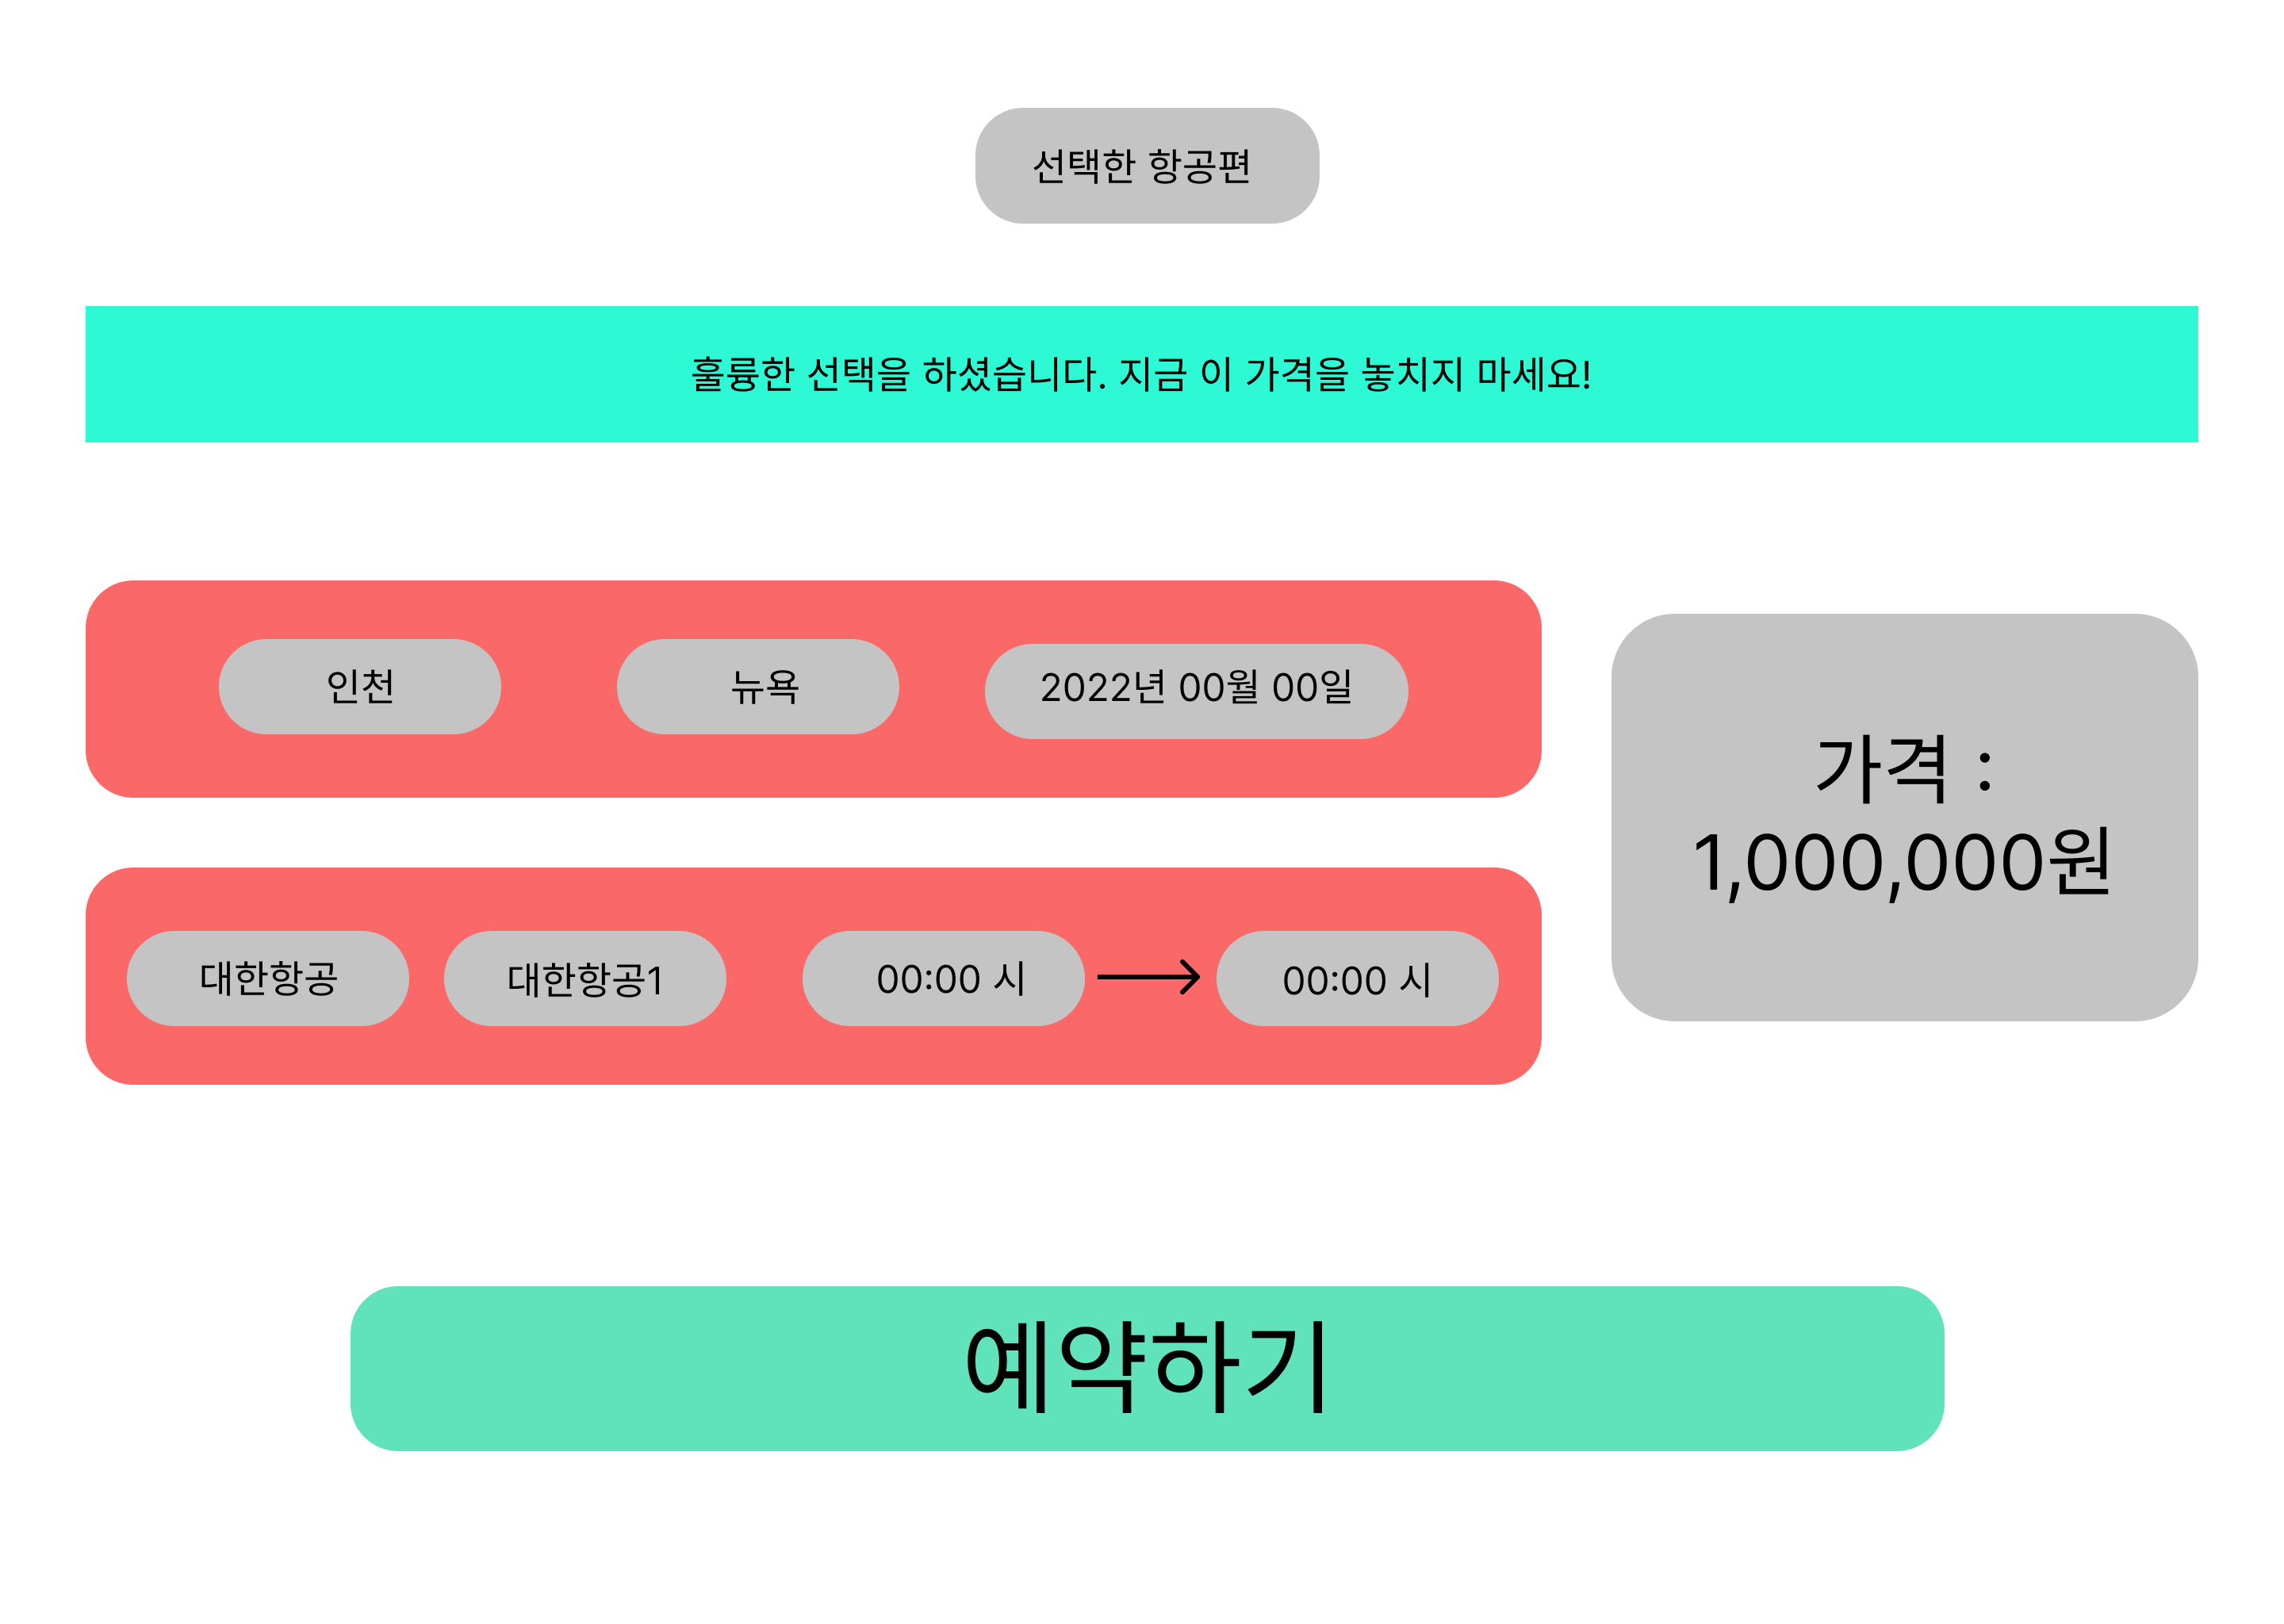 선택한 항공편
훌륭한 선택을 하셨습니다. 지금 이 가격을 놓치지 마세요!
인천
뉴욕
2022년 00월 00일
대한항공
대한항공1
00:00 시
00:00 시
가격 :
1,000,000원
예약하기